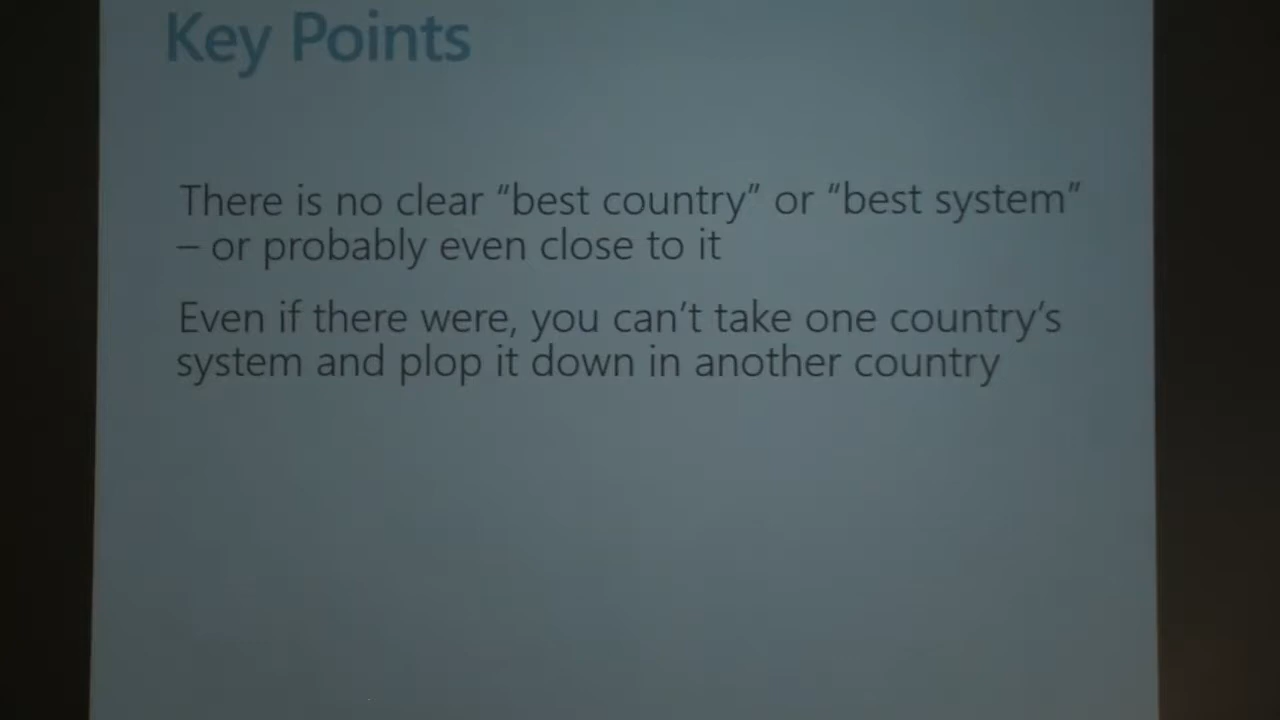 Key Points
There is no clear “best country” or “best system”
– or probably even close to it
Even if there were, you can’t take one country’s
system and plop it down in another country